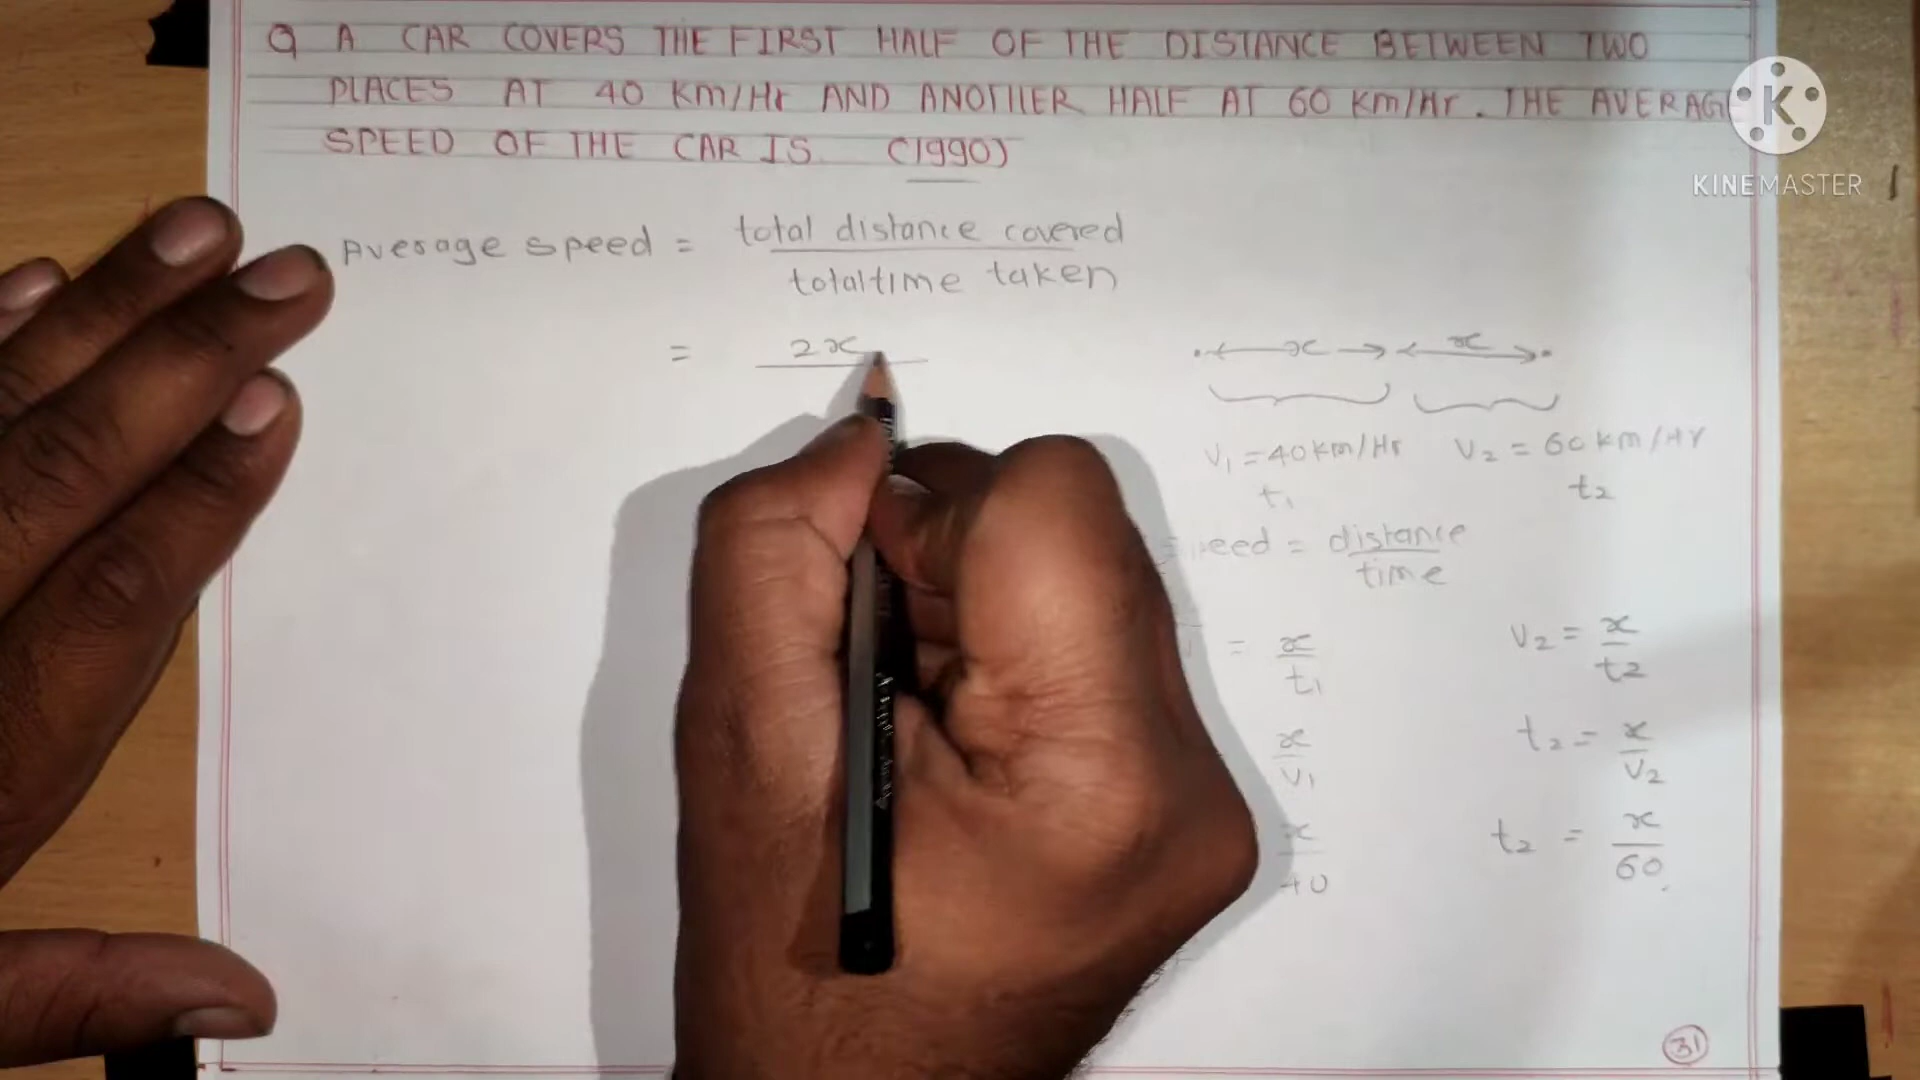 Q A CAR COVERS THE FIRST HALF OF THE DISTANCE BETWEEN TWO
PLACES AT 40 Km/Hr AND ANOTHER HALF AT 60 Km/Hr. THE AVERAGE
SPEED OF THE CAR IS (1990)
K
KINEMASTER
Average speed = total distance covered
total time taken
= 2x
x x
V1 = 40 Km/Hr V2 = 60 Km/Hr
t1 t2
speed = distance
time
= x V2 = x
t1 t2
x t2 = x
V1 V2
x t2 = x
40 60
31